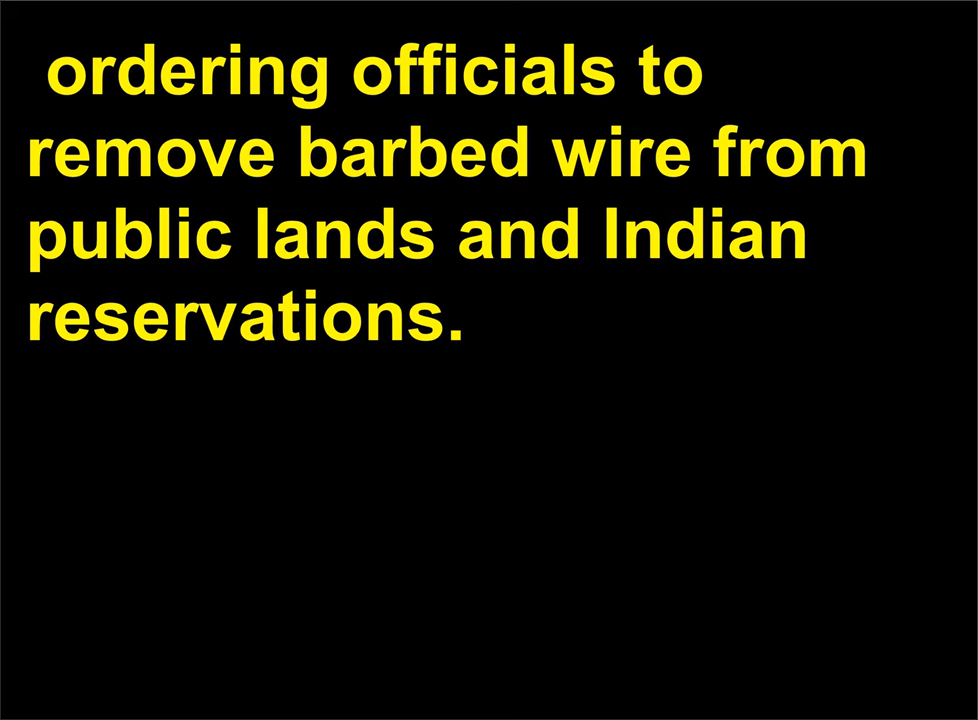 ordering officials to
remove barbed wire from
public lands and Indian
reservations.